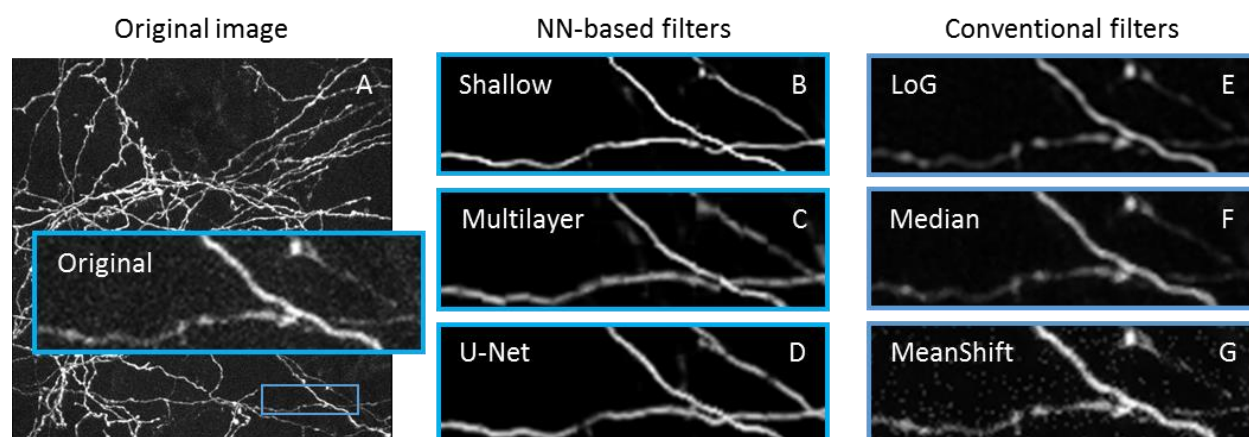 Original image
NN-based filters
Conventional filters
A
Original
Shallow B
Multilayer C
U-Net D
LoG E
Median F
MeanShift G